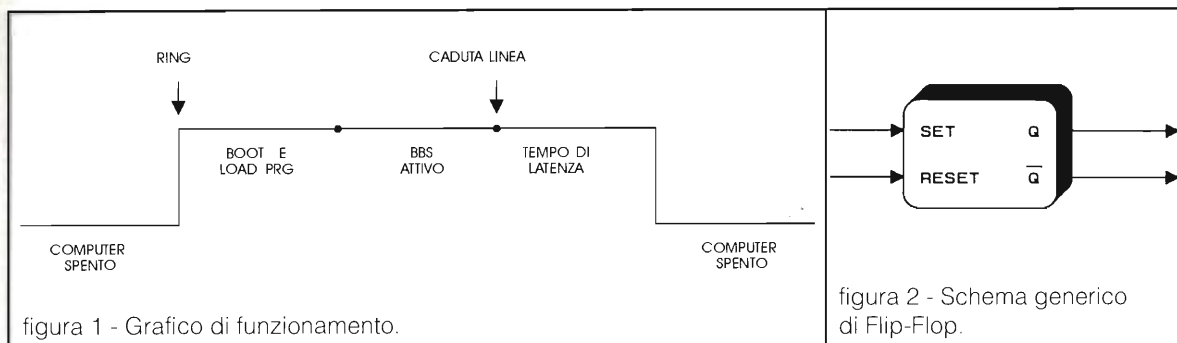 RING
CADUTA LINEA
BOOT E
LOAD PRG
BBS
ATTIVO
TEMPO DI
LATENZA
COMPUTER
SPENTO
COMPUTER
SPENTO
figura 1 - Grafico di funzionamento.
SET Q
RESET Q̅
figura 2 - Schema generico
di Flip-Flop.